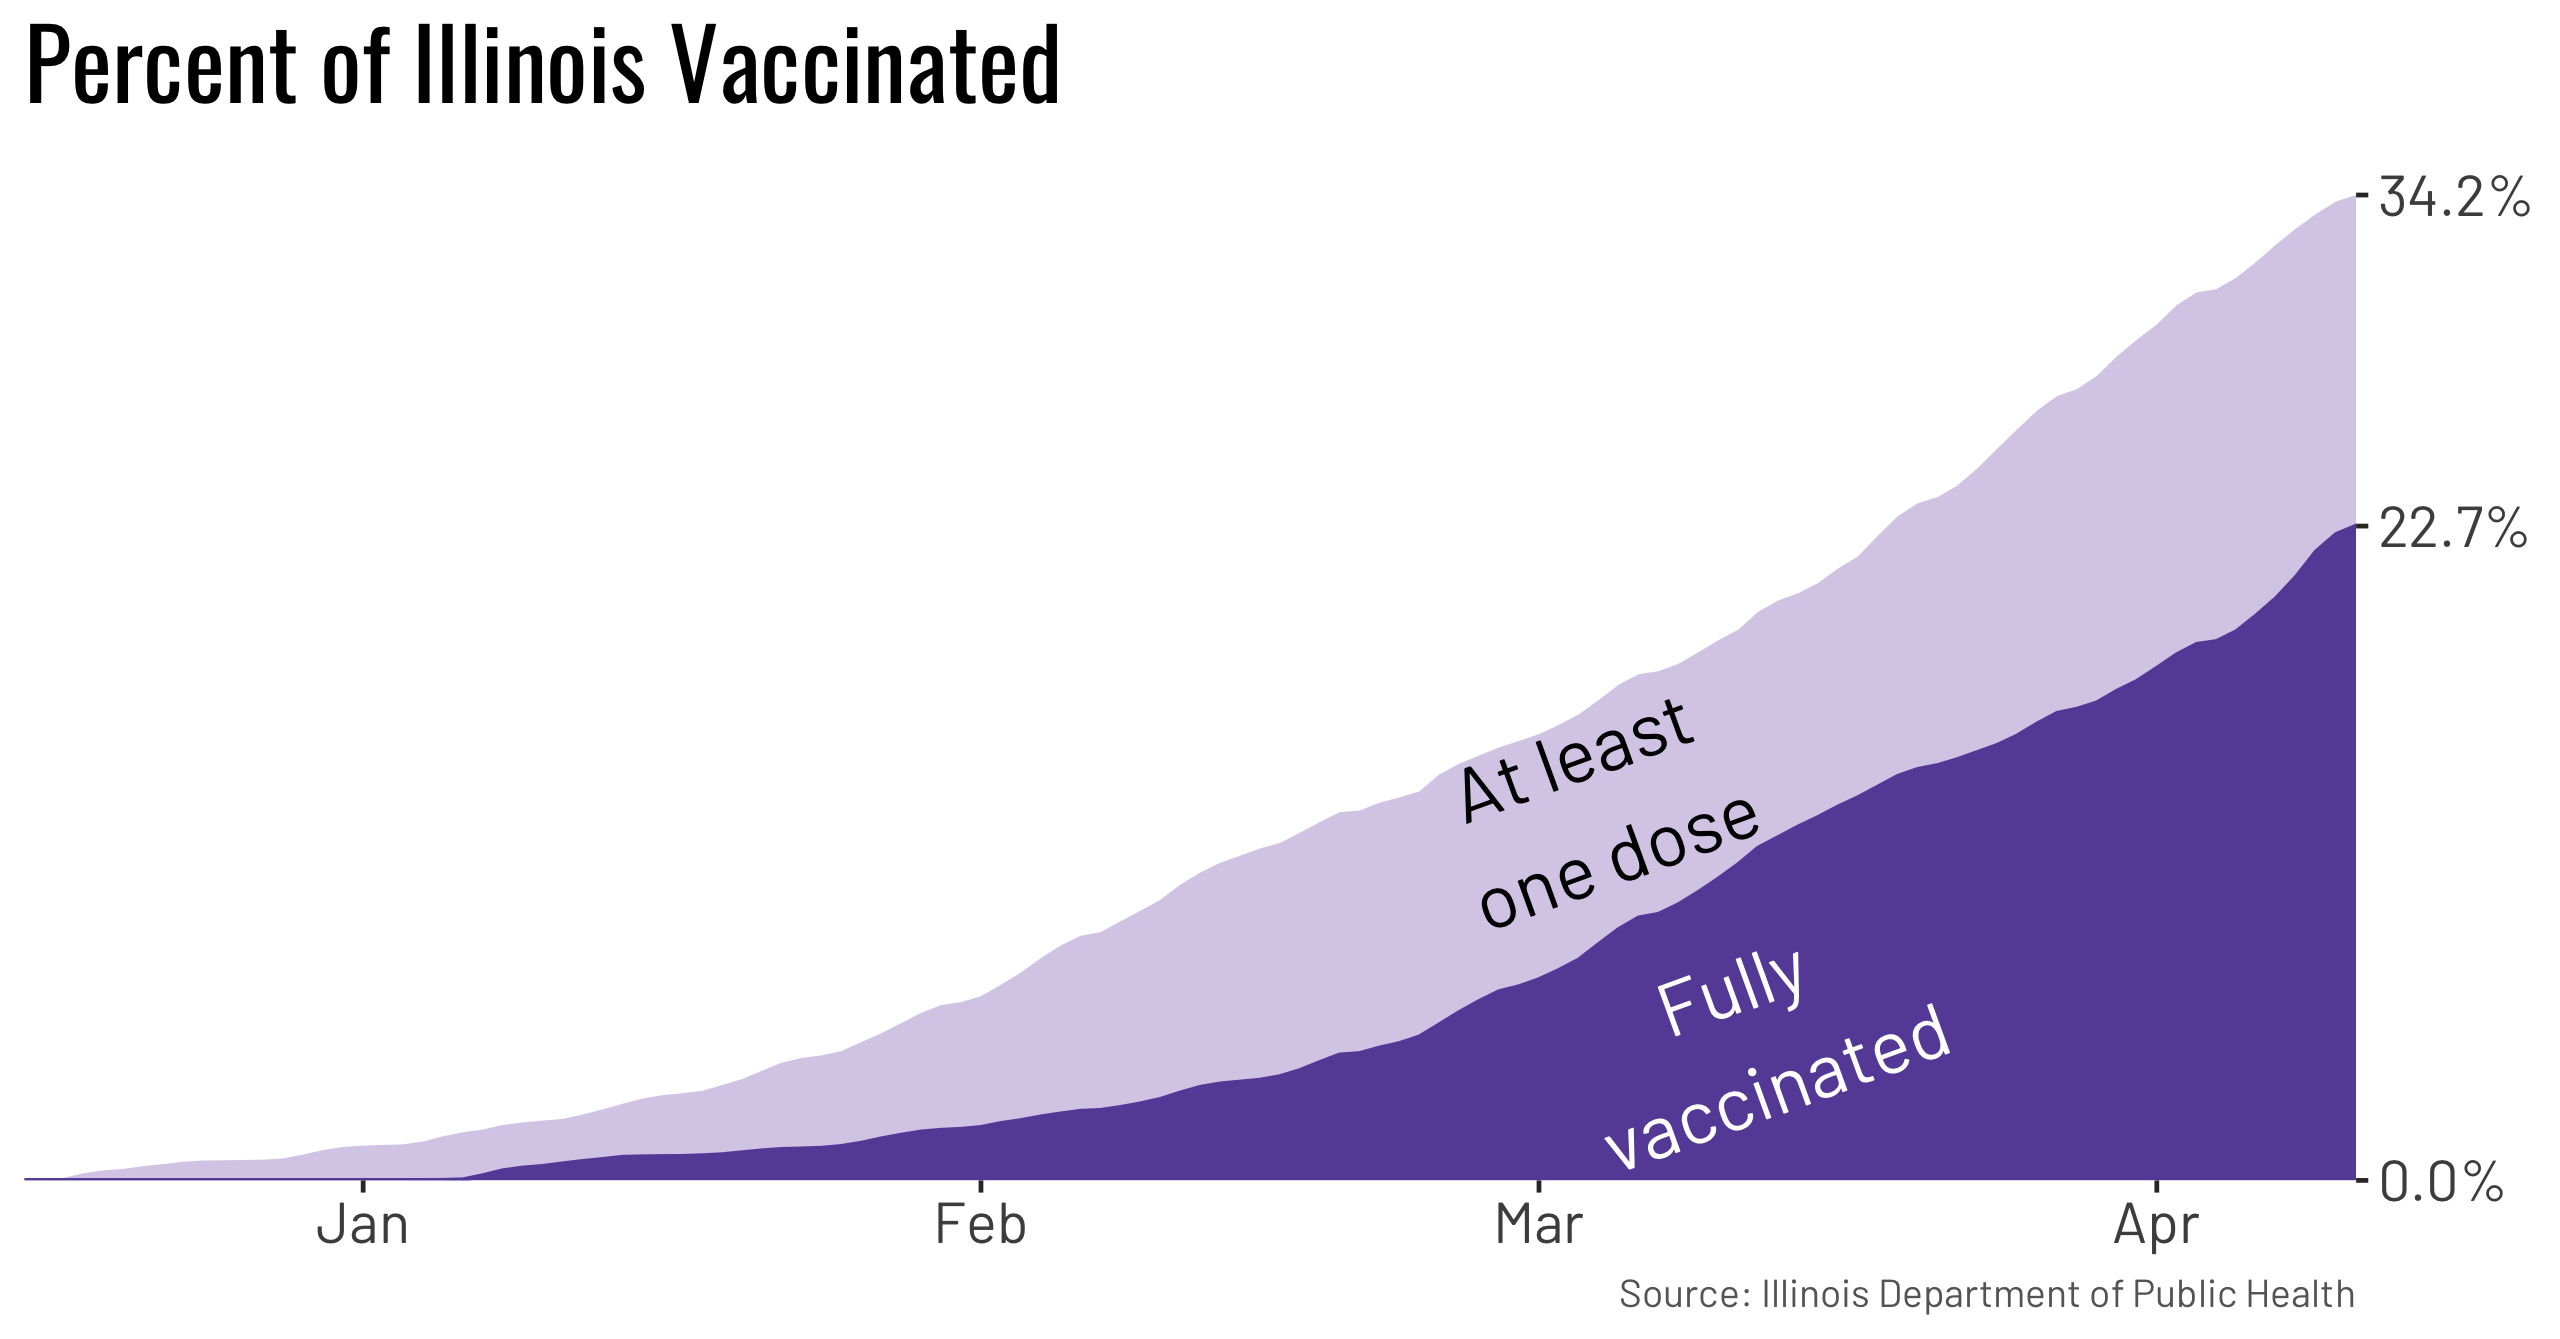 Percent of Illinois Vaccinated
34.2%
22.7%
At least
one dose
Fully
vaccinated
0.0%
Jan Feb Mar Apr
Source: Illinois Department of Public Health